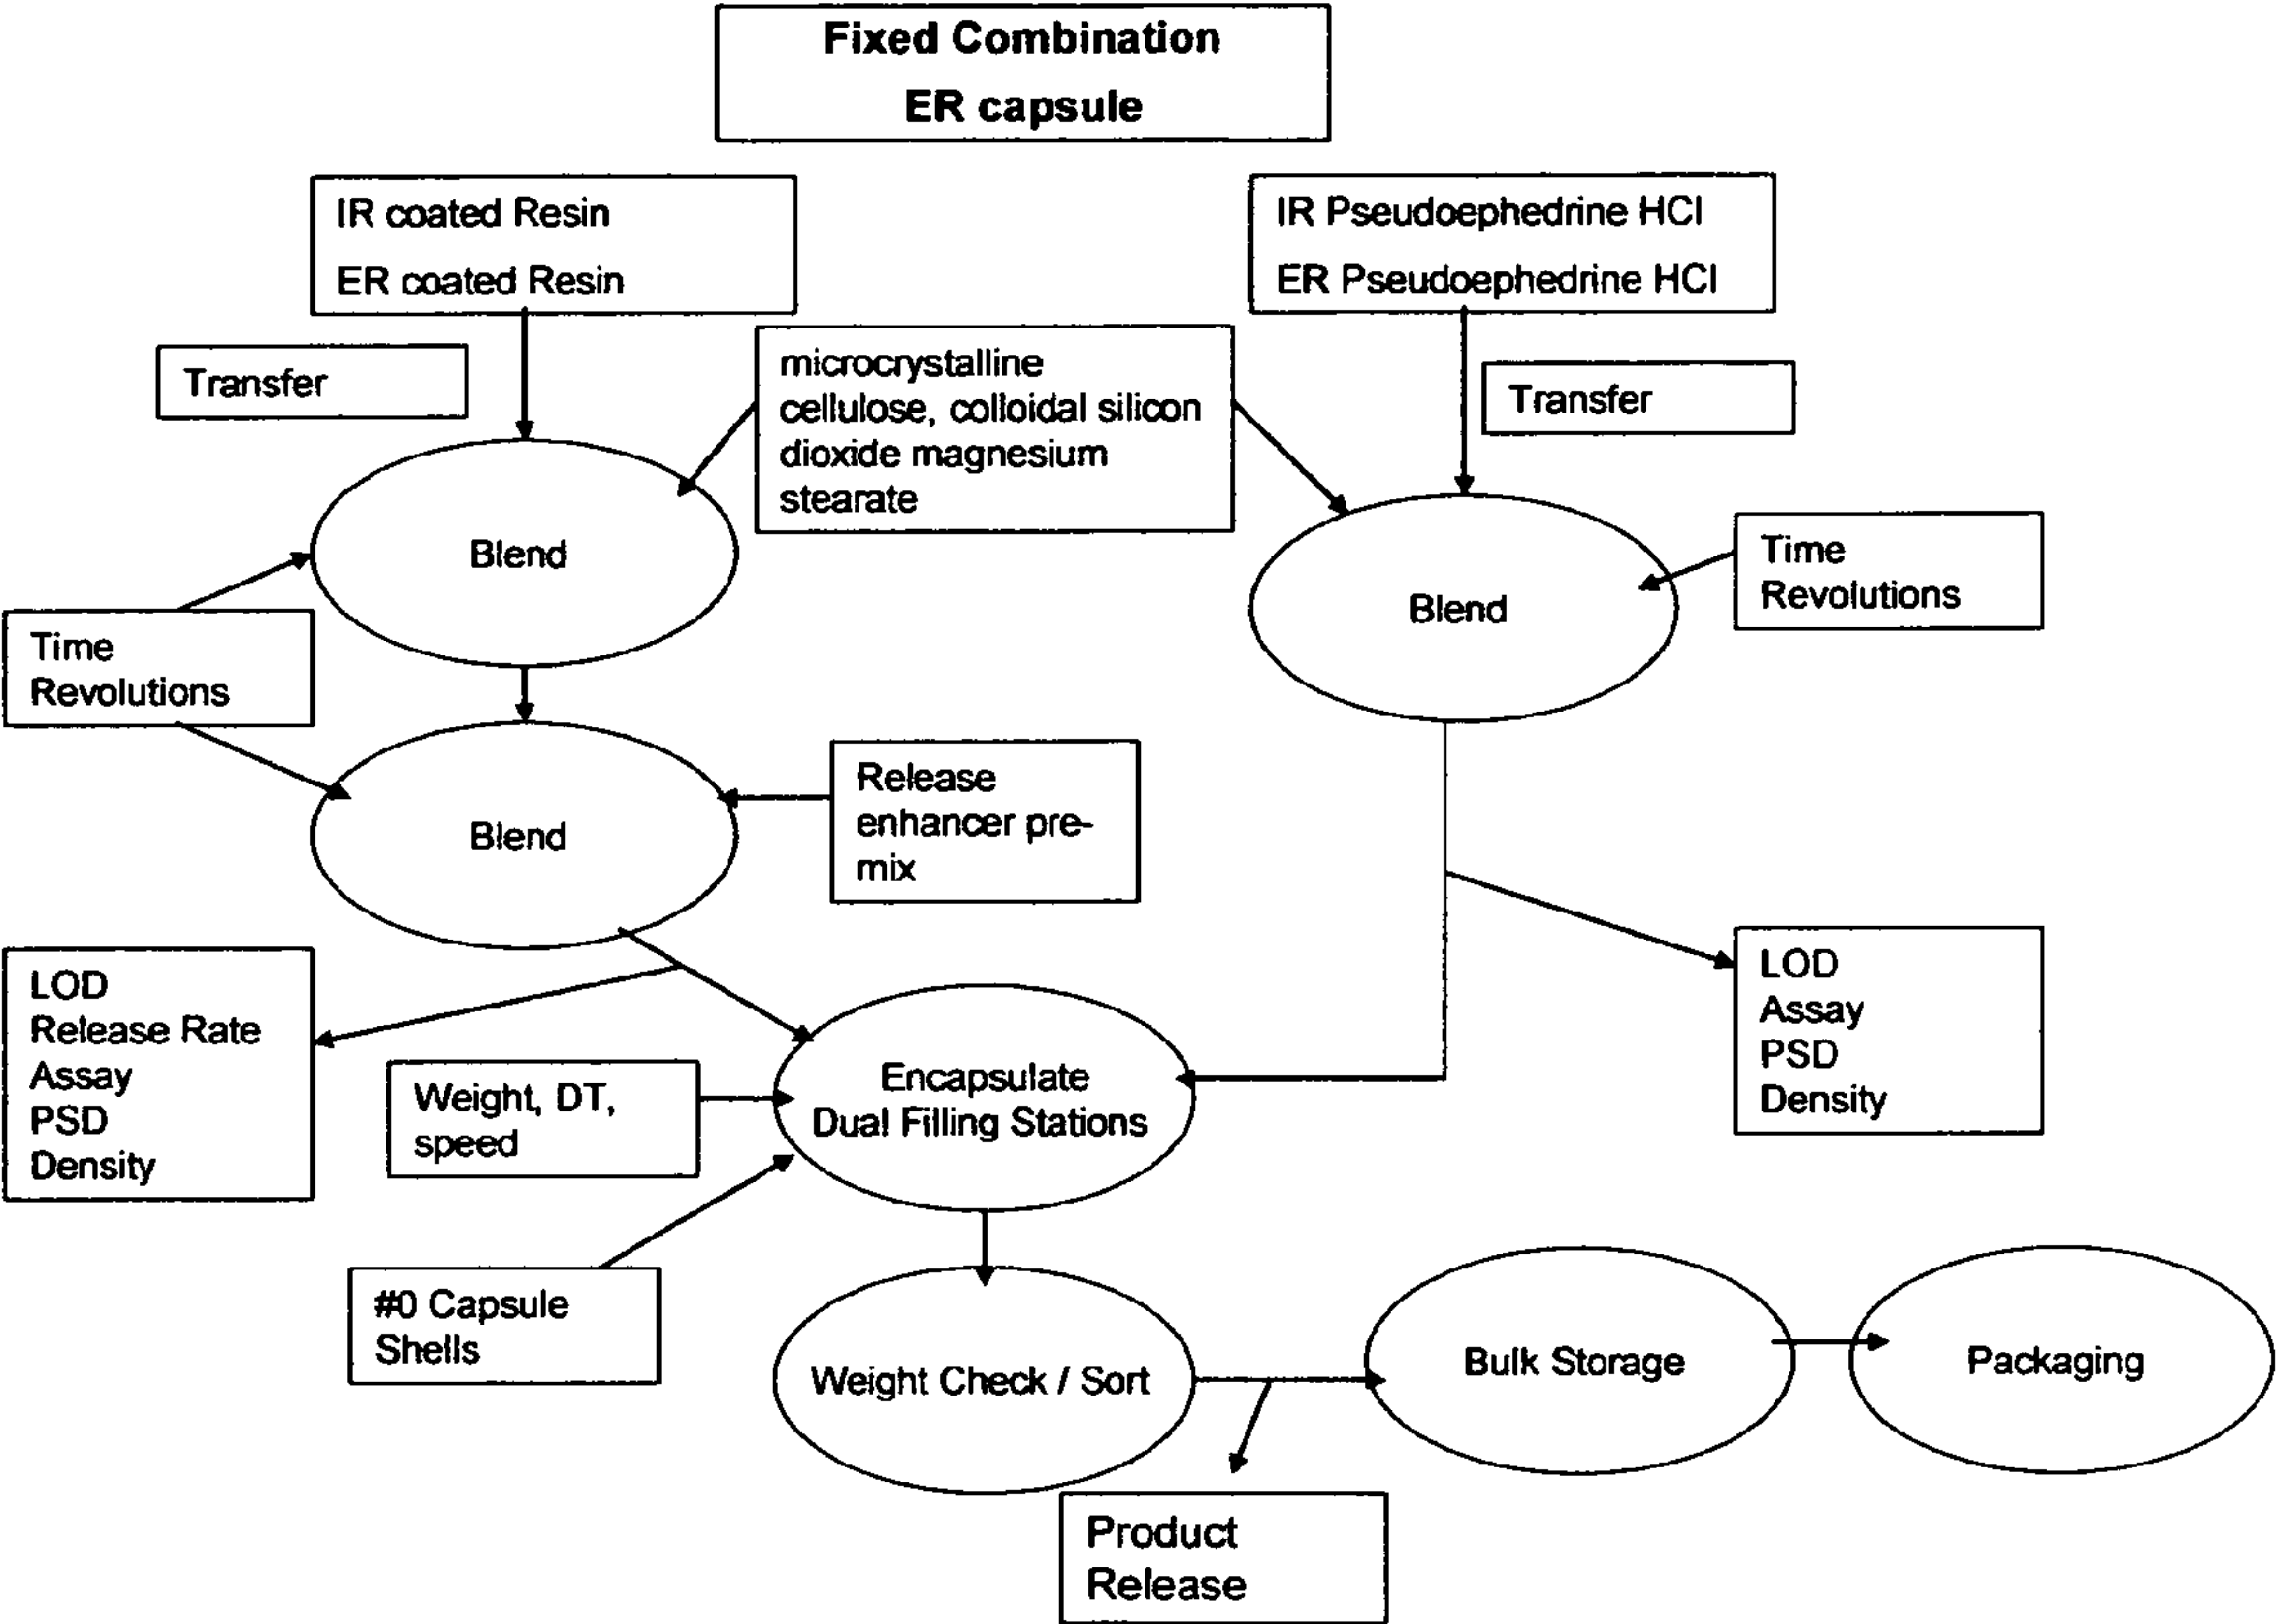 Fixed Combination
ER capsule
IR coated Resin
ER coated Resin
IR Pseudoephedrine HCl
ER Pseudoephedrine HCl
Transfer
microcrystalline
cellulose, colloidal silicon
dioxide magnesium
stearate
Transfer
Blend
Time
Revolutions
Blend
Time
Revolutions
Blend
Release
enhancer pre-
mix
LOD
Release Rate
Assay
PSD
Density
LOD
Assay
PSD
Density
Weight, DT,
speed
Encapsulate
Dual Filling Stations
#0 Capsule
Shells
Weight Check / Sort
Bulk Storage
Packaging
Product
Release